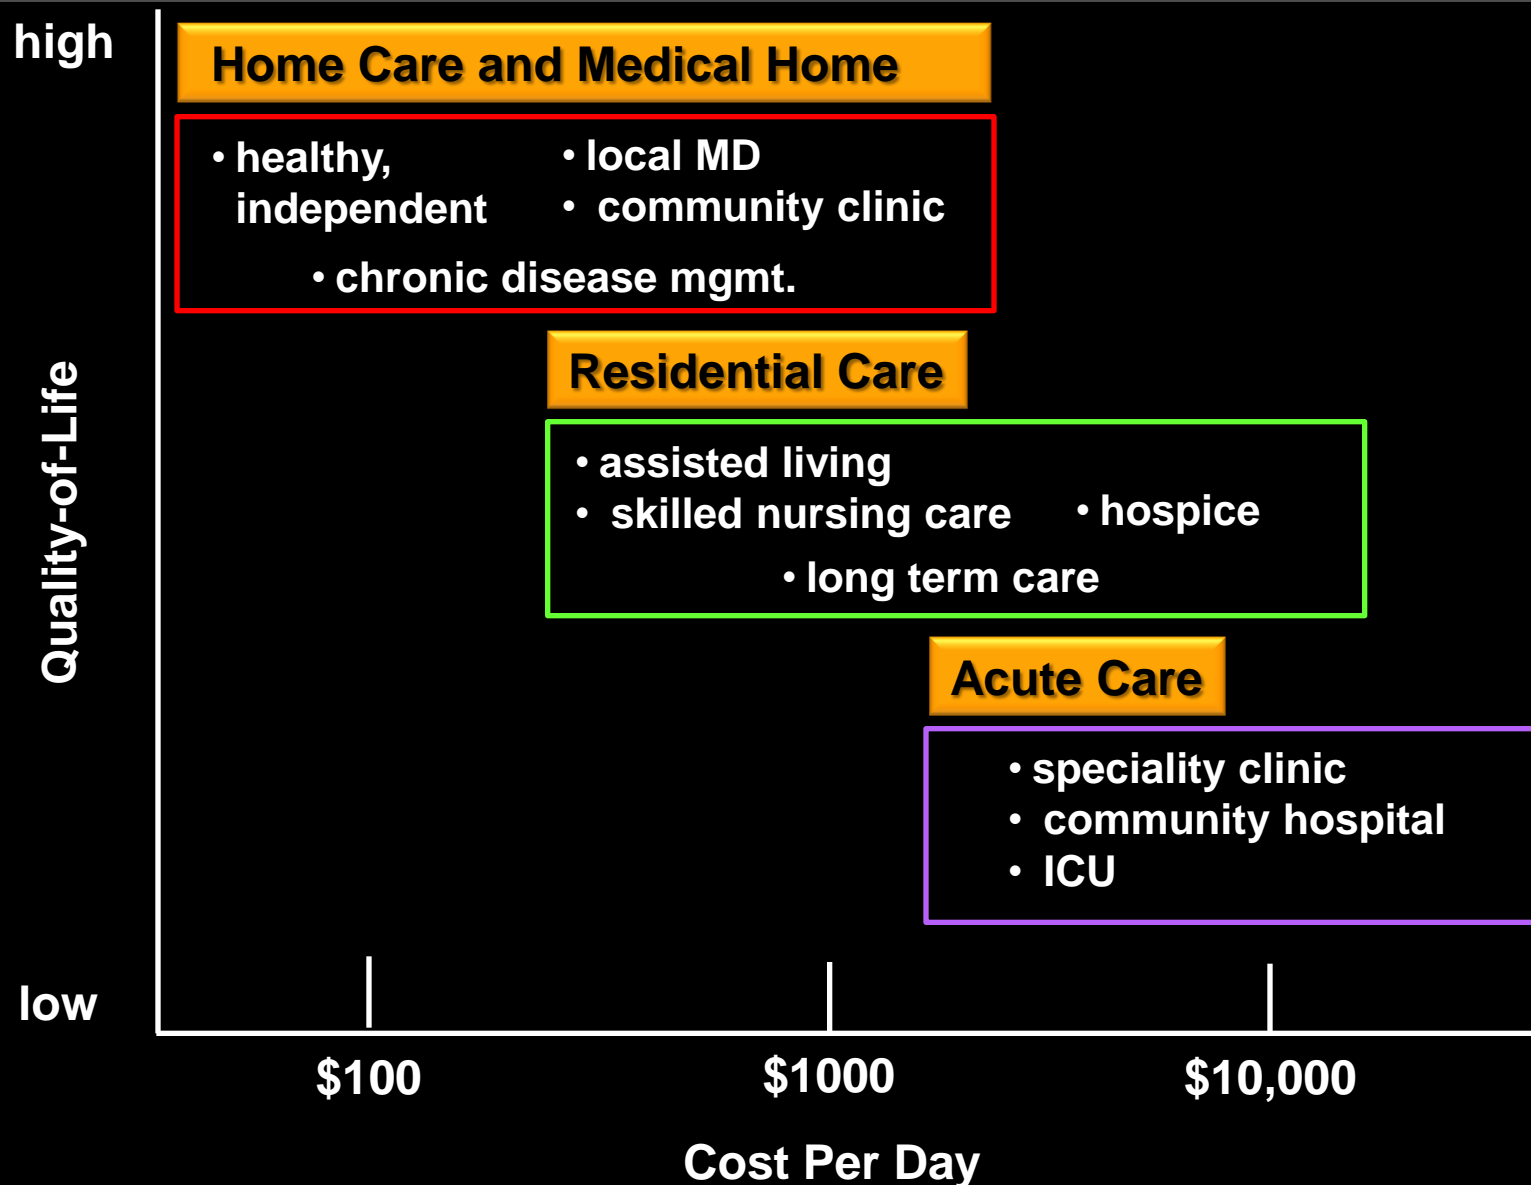 high
Home Care and Medical Home
• healthy, independent
• local MD
• community clinic
• chronic disease mgmt.
Residential Care
• assisted living
• skilled nursing care
• hospice
• long term care
Acute Care
• speciality clinic
• community hospital
• ICU
Quality-of-Life
low
$100
$1000
$10,000
Cost Per Day